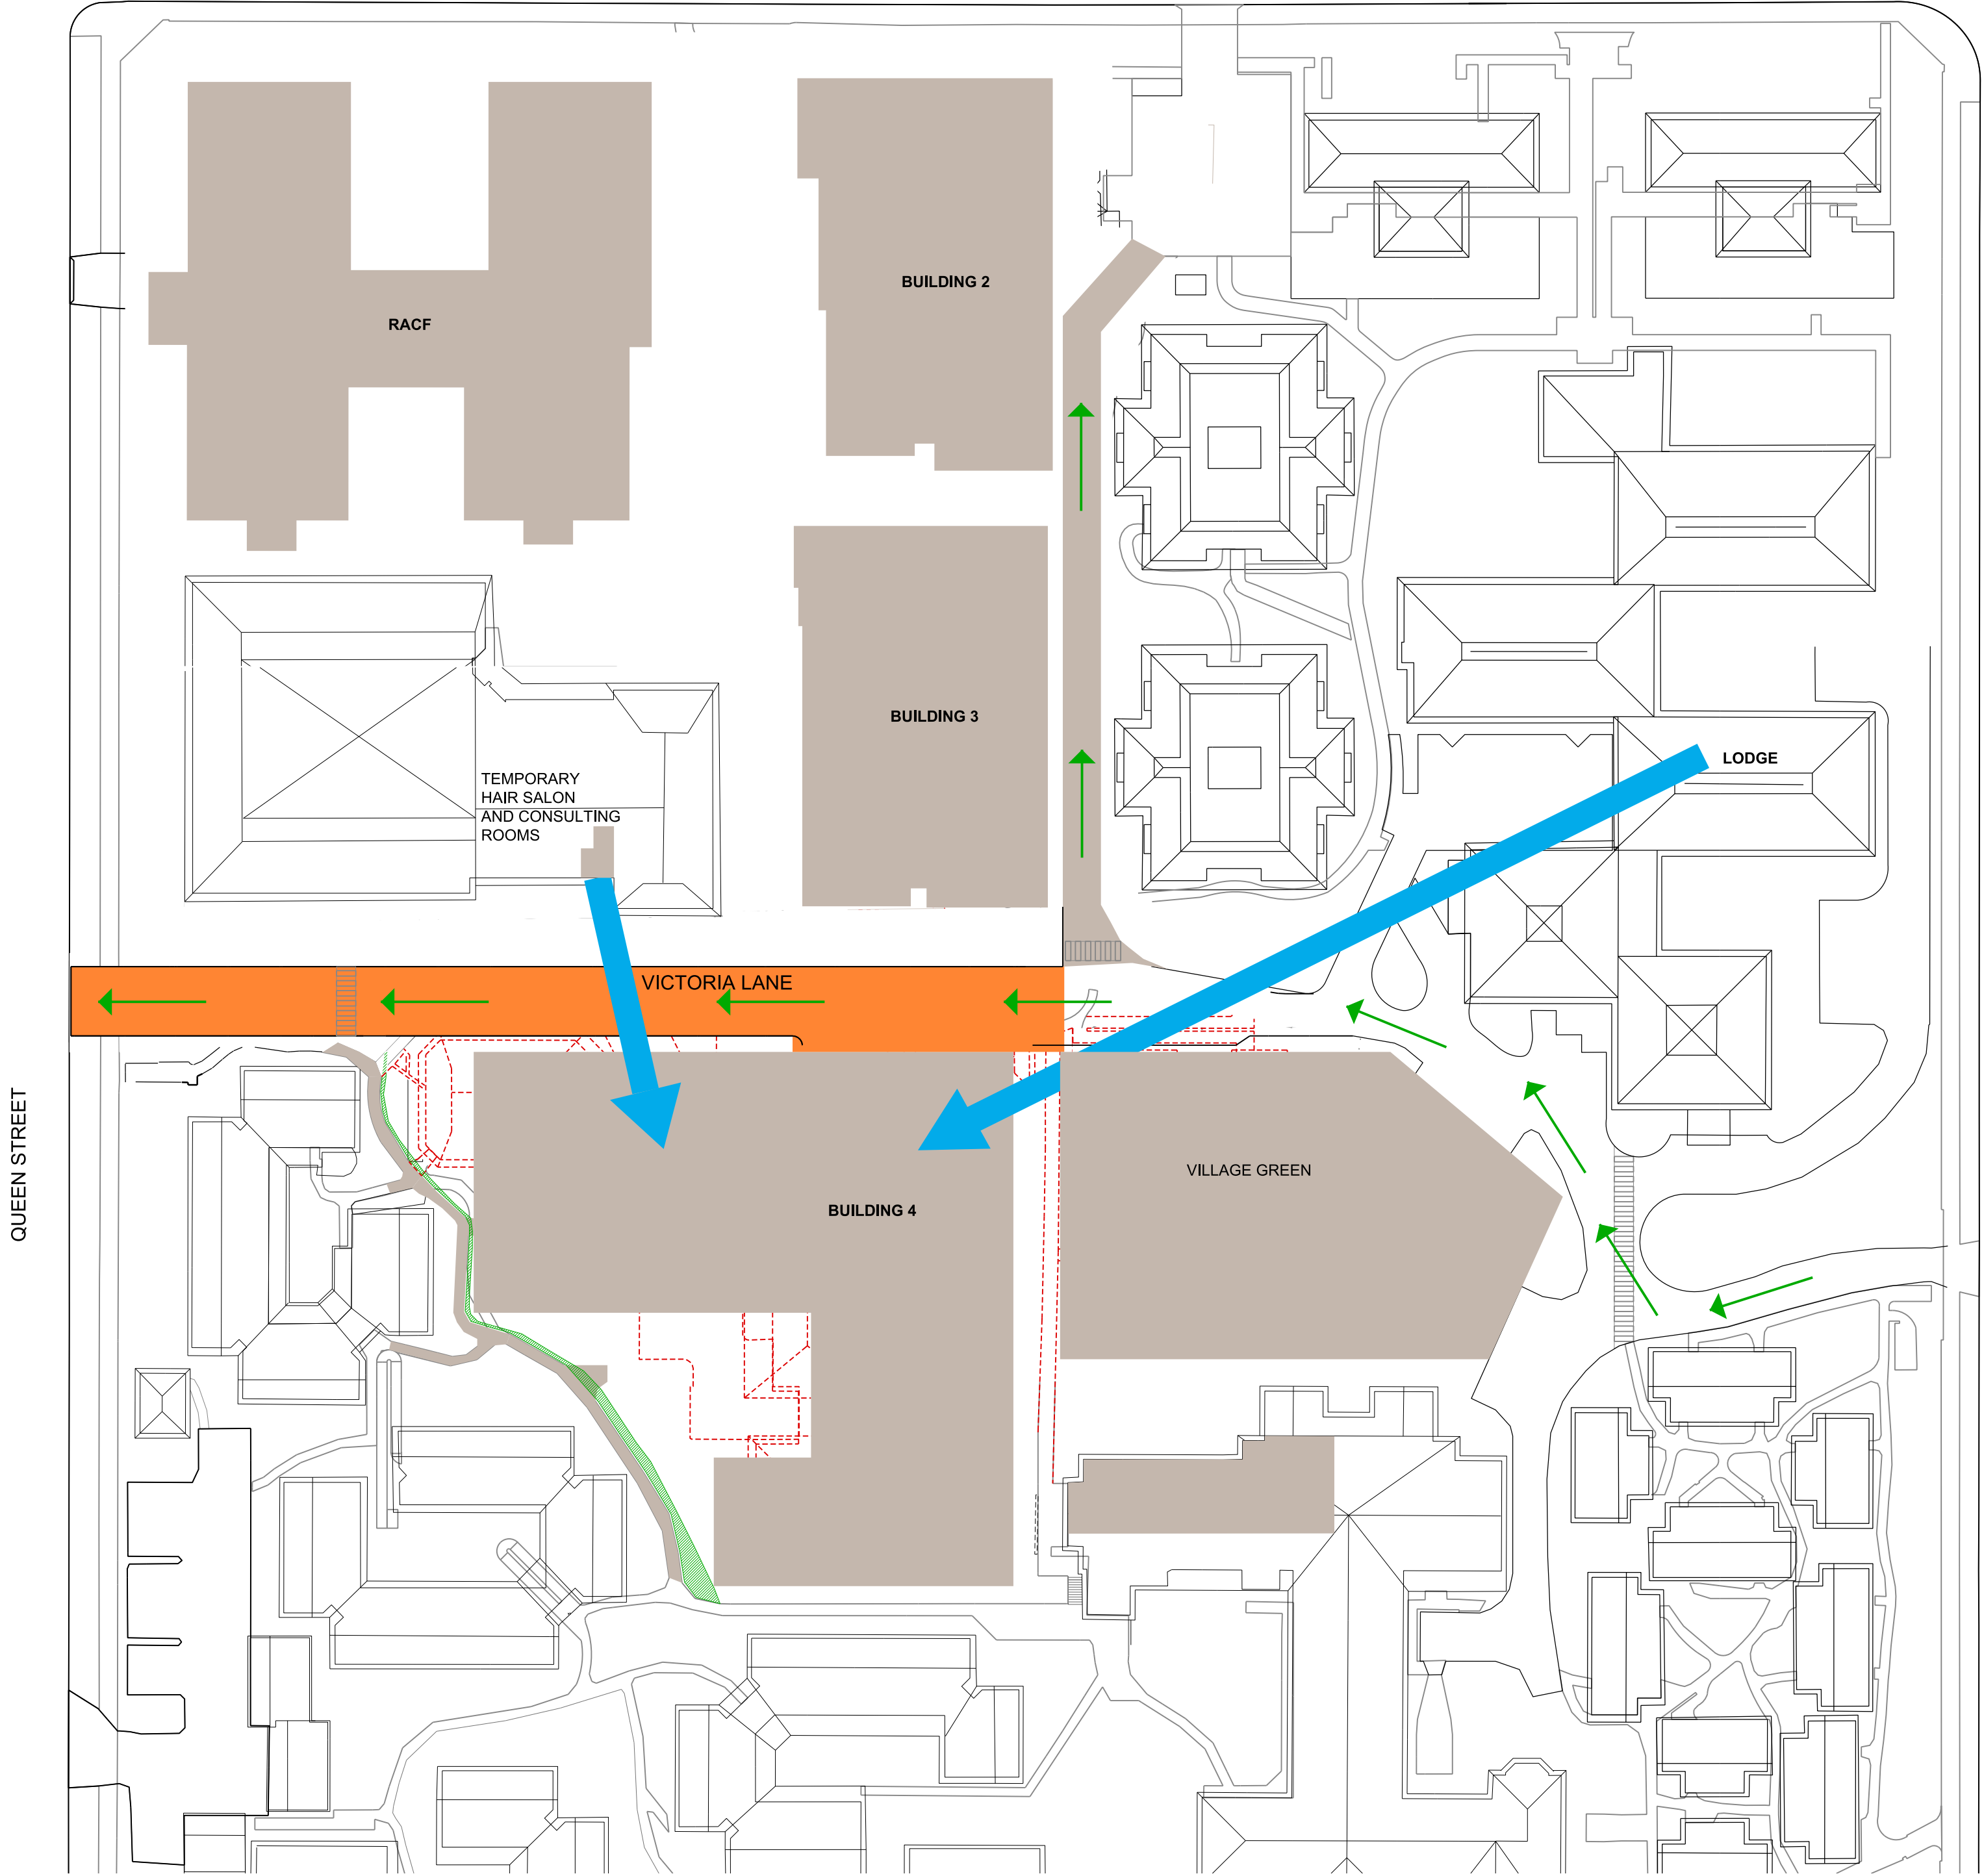 BUILDING 2
RACF
BUILDING 3
LODGE
TEMPORARY
HAIR SALON
AND CONSULTING
ROOMS
VICTORIA LANE
QUEEN STREET
VILLAGE GREEN
BUILDING 4